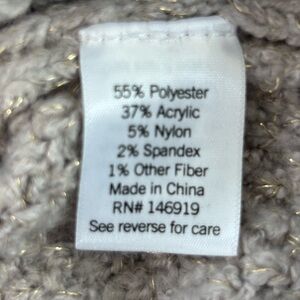 55% Polyester
37% Acrylic
5% Nylon
2% Spandex
1% Other Fiber
Made in China
RN# 146919
See reverse for care